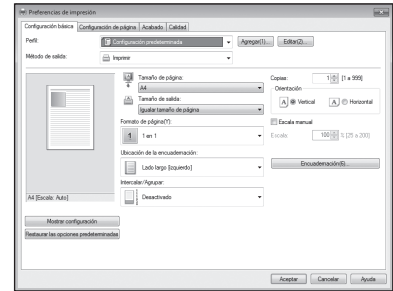 Preferencias de impresión
Configuración básica Configuración de página Acabado Calidad
Perfil: Configuración predeterminada Agregar(1)... Editar(2)...
Método de salida: Imprimir
Tamaño de página:
A4
Tamaño de salida:
Igualar tamaño de página
Formato de página(Y):
1 1 en 1
Ubicación de la encuadernación:
Lado largo [izquierdo]
Intercalar/Agrupar:
Desactivado
Copias: 1 [1 a 999]
Orientación
A Vertical A Horizontal
Escala manual
Escala: 100 % [25 a 200]
Encuadernación(6)...
A4 [Escala: Auto]
Mostrar configuración
Restaurar las opciones predeterminadas
Aceptar Cancelar Ayuda